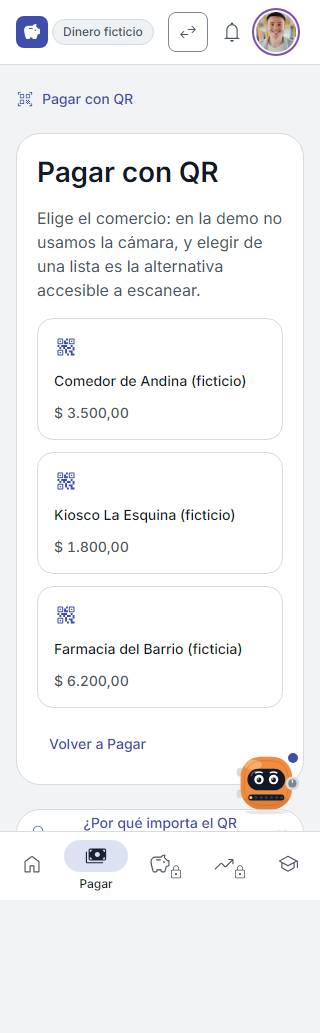 Dinero ficticio
Pagar con QR
Pagar con QR
Elige el comercio: en la demo no
usamos la cámara, y elegir de
una lista es la alternativa
accesible a escanear.
Comedor de Andina (ficticio)
$ 3.500,00
Kiosco La Esquina (ficticio)
$ 1.800,00
Farmacia del Barrio (ficticia)
$ 6.200,00
Volver a Pagar
¿Por qué importa el QR
Pagar